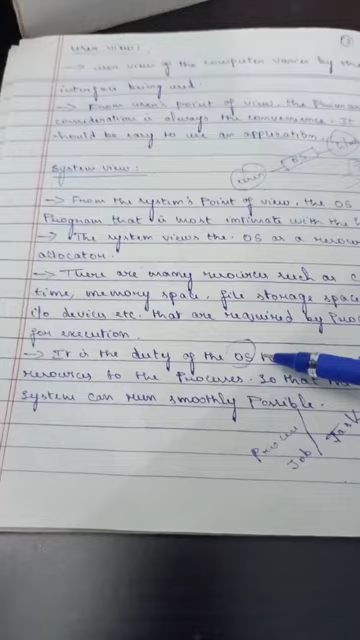 User view:
→ User view of the computer varies by the
interface being used.
→ From user's point of view, the
consideration is always the convenience. It
should be easy to use an application.
user OS
System view:
→ From the system's Point of view, the OS
Program that is most intimate with the
→ The system views the OS as a
allocator.
→ There are many resources such as
time, memory space, file storage space
i/o devices etc. that are required by
for execution.
→ It is the duty of the OS
resources to the Processes. So that
system can run smoothly Possible.
Process Job Task